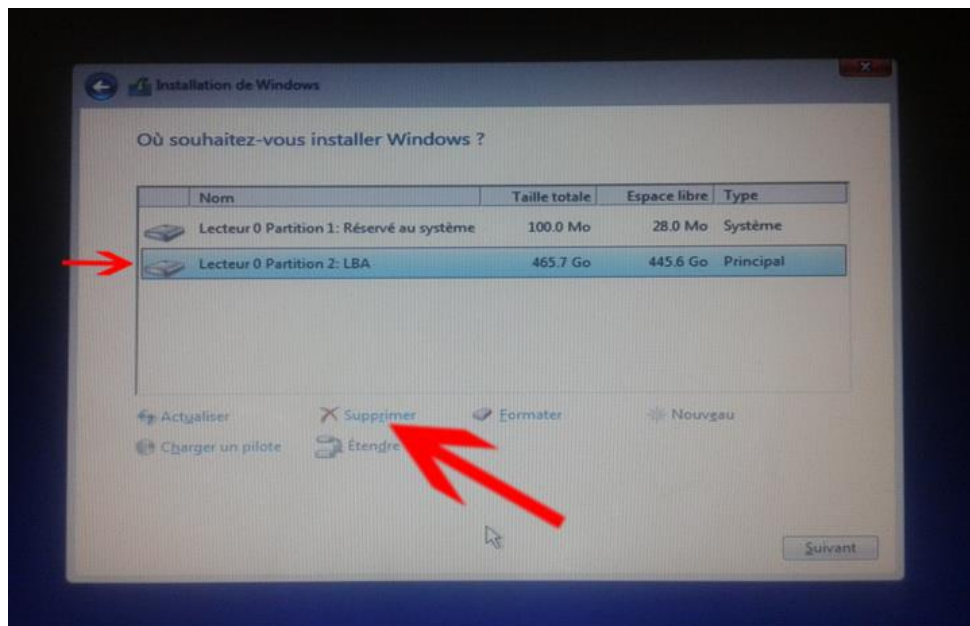 Installation de Windows
Où souhaitez-vous installer Windows ?
Nom Taille totale Espace libre Type
Lecteur 0 Partition 1: Réservé au système 100.0 Mo 28.0 Mo Système
Lecteur 0 Partition 2: LBA 465.7 Go 445.6 Go Principal
Actualiser Supprimer Formater Nouveau
Charger un pilote Étendre
Suivant